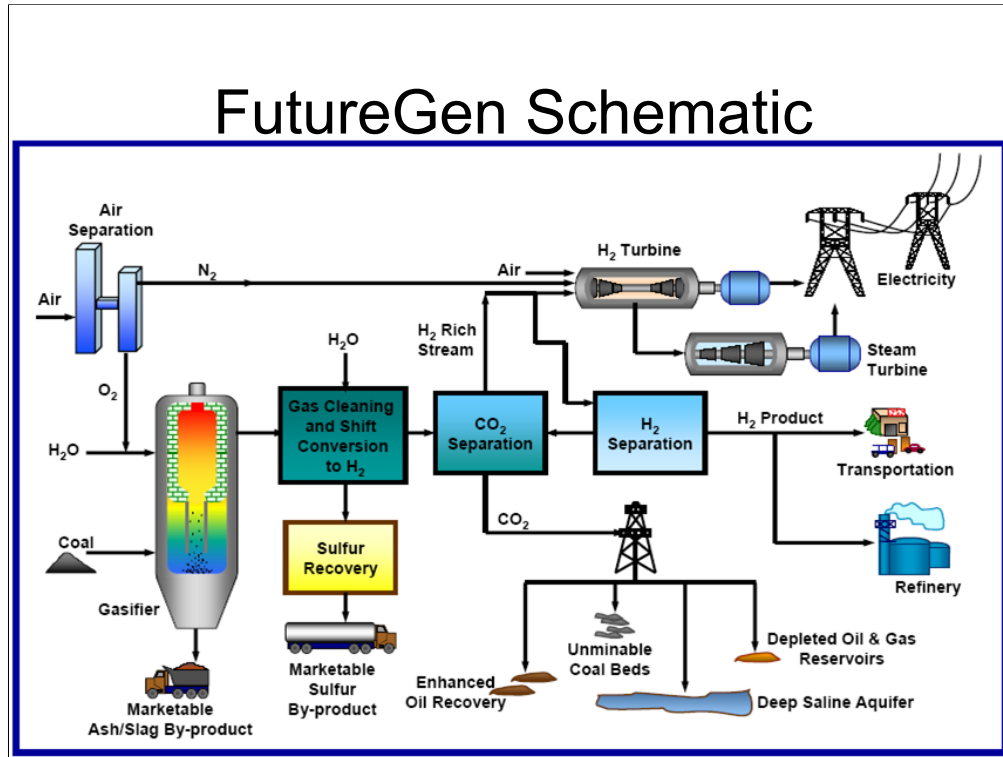 FutureGen Schematic
Air
Separation
Air
N₂
O₂
H₂O
Coal
Gasifier
Marketable
Ash/Slag By-product
H₂O
Gas Cleaning
and Shift
Conversion
to H₂
Sulfur
Recovery
Marketable
Sulfur
By-product
H₂ Rich
Stream
CO₂
Separation
H₂
Separation
Air
H₂ Turbine
Steam
Turbine
Electricity
H₂ Product
Transportation
Refinery
CO₂
Enhanced
Oil Recovery
Unminable
Coal Beds
Deep Saline Aquifer
Depleted Oil & Gas
Reservoirs